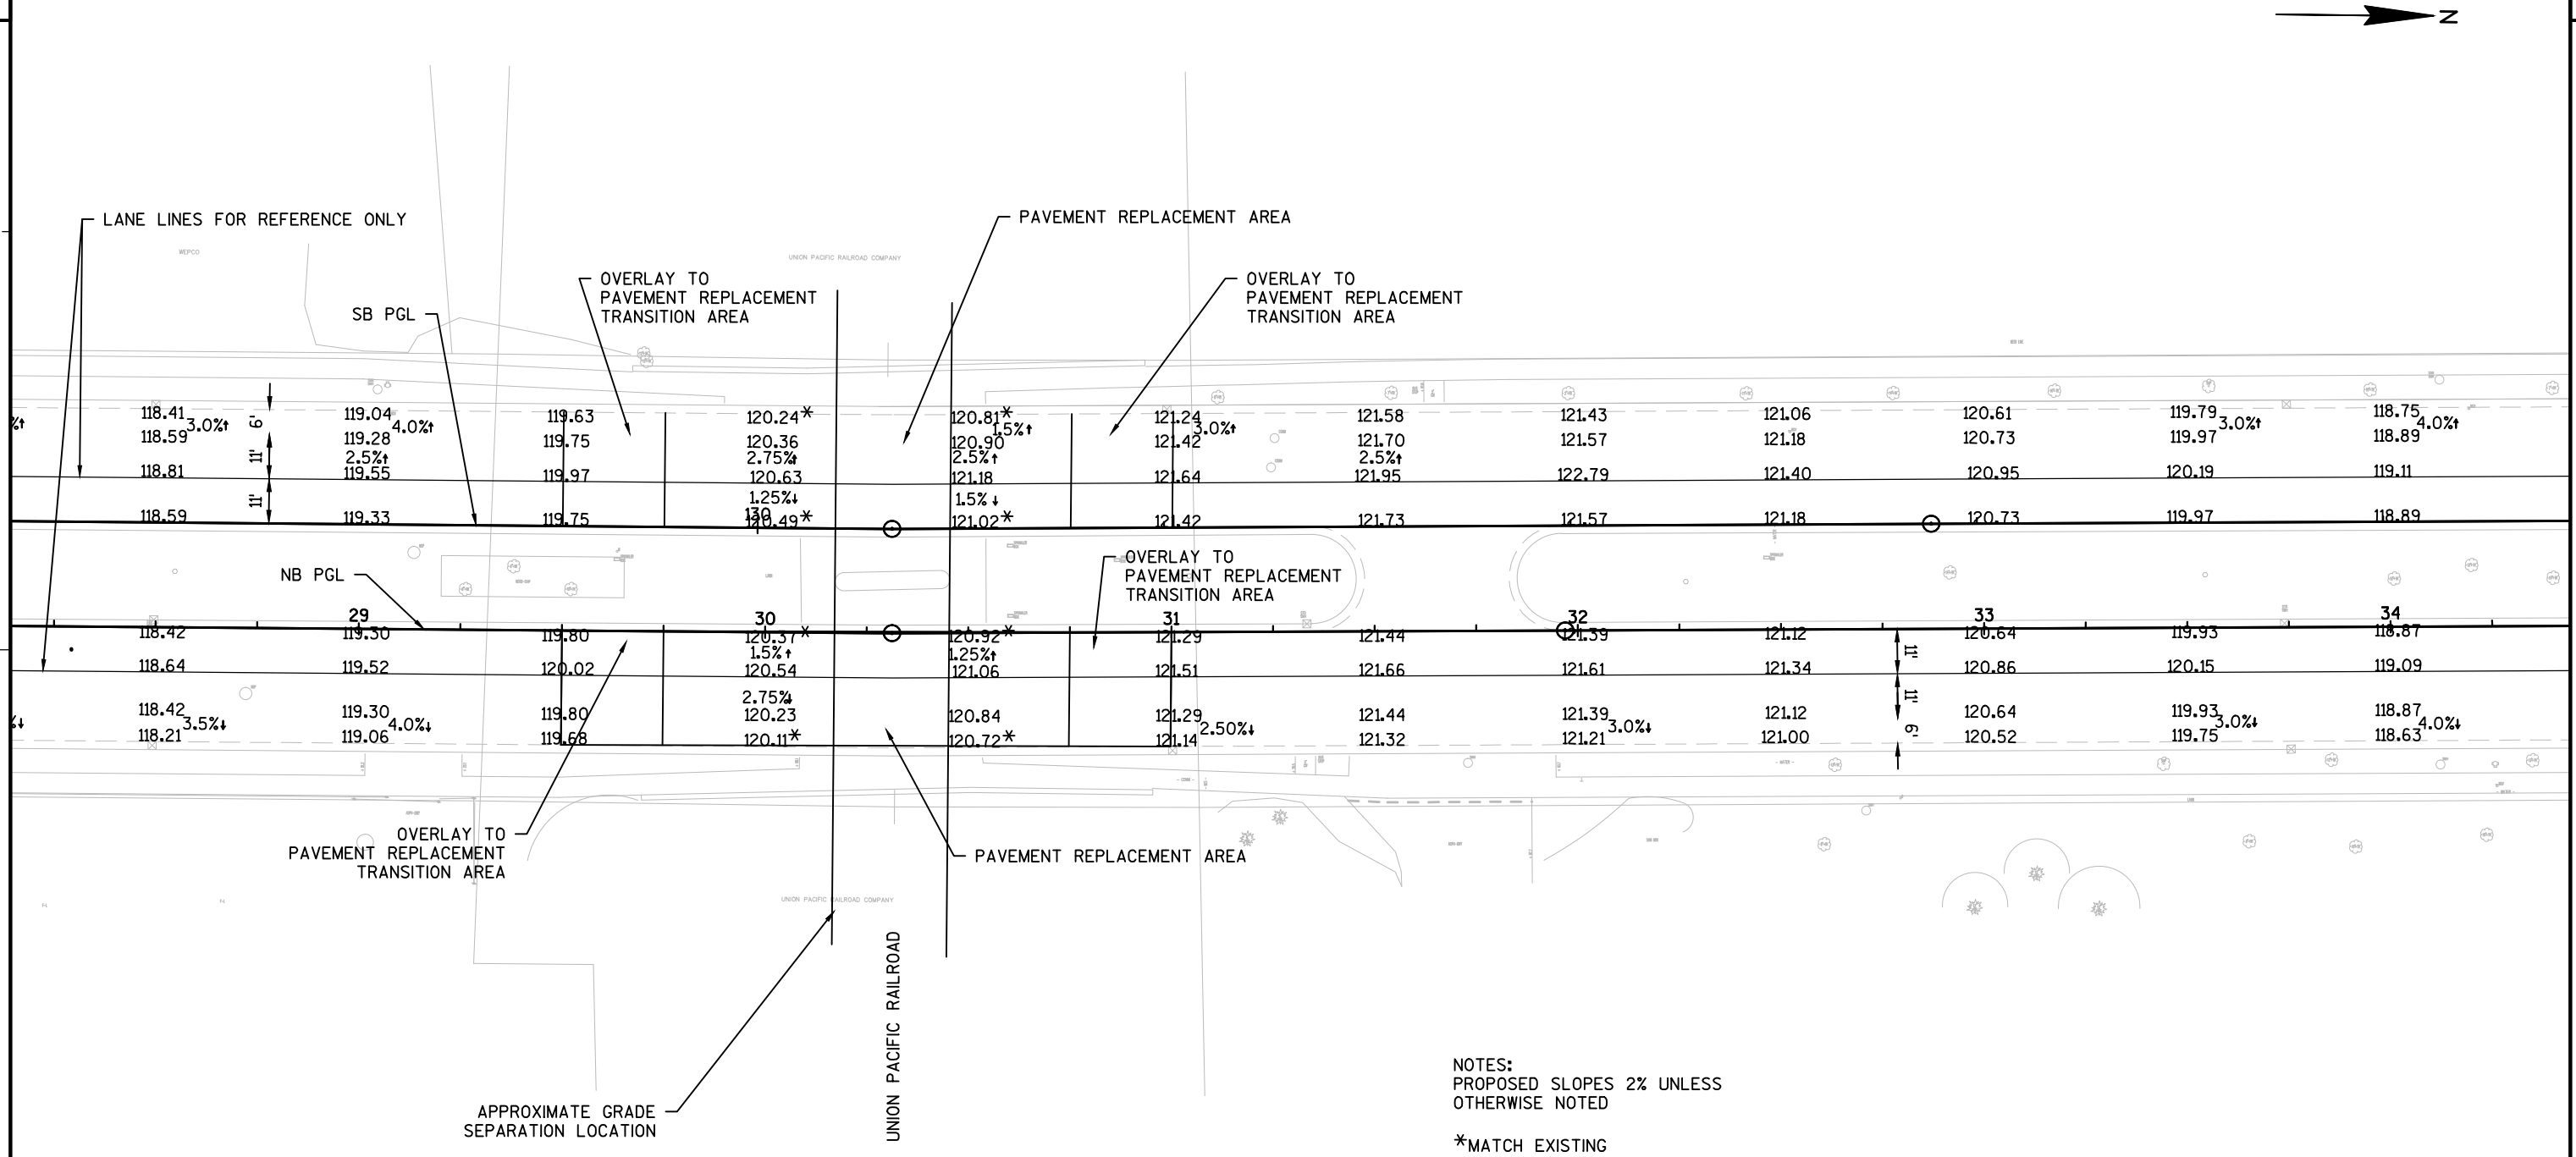 N
LANE LINES FOR REFERENCE ONLY
PAVEMENT REPLACEMENT AREA
WEPCO
UNION PACIFIC RAILROAD COMPANY
OVERLAY TO
PAVEMENT REPLACEMENT
TRANSITION AREA
OVERLAY TO
PAVEMENT REPLACEMENT
TRANSITION AREA
SB PGL
118.41 119.04 119.63 120.24* 120.81* 121.24 121.58 121.43 121.06 120.61 119.79 118.75
%↑ 3.0%↑ 6' 4.0%↑ 1.5%↑ 3.0%↑ 3.0%↑ 4.0%↑
118.59 119.28 119.75 120.36 120.90 121.42 121.70 121.57 121.18 120.73 119.97 118.89
11' 2.5%↑ 2.75%↑ 2.5%↑ 2.5%↑
118.81 119.55 119.97 120.63 121.18 121.64 121.95 122.79 121.40 120.95 120.19 119.11
11' 1.25%↓ 1.5%↓
130
118.59 119.33 119.75 120.49* 121.02* 121.42 121.73 121.57 121.18 120.73 119.97 118.89
NB PGL
OVERLAY TO
PAVEMENT REPLACEMENT
TRANSITION AREA
29 30 31 32 33 34
118.42 119.30 119.80 120.37* 120.92* 121.29 121.44 121.39 121.12 120.64 119.93 118.87
1.5%↑ 1.25%↑ 11'
118.64 119.52 120.02 120.54 121.06 121.51 121.66 121.61 121.34 120.86 120.15 119.09
2.75%↓ 11'
118.42 119.30 119.80 120.23 120.84 121.29 121.44 121.39 121.12 120.64 119.93 118.87
%↓ 3.5%↓ 4.0%↓ 2.50%↓ 3.0%↓ 6' 3.0%↓ 4.0%↓
118.21 119.06 119.68 120.11* 120.72* 121.14 121.32 121.21 121.00 120.52 119.75 118.63
OVERLAY TO
PAVEMENT REPLACEMENT
TRANSITION AREA
PAVEMENT REPLACEMENT AREA
UNION PACIFIC RAILROAD COMPANY
UNION PACIFIC RAILROAD
APPROXIMATE GRADE
SEPARATION LOCATION
NOTES:
PROPOSED SLOPES 2% UNLESS
OTHERWISE NOTED
*MATCH EXISTING